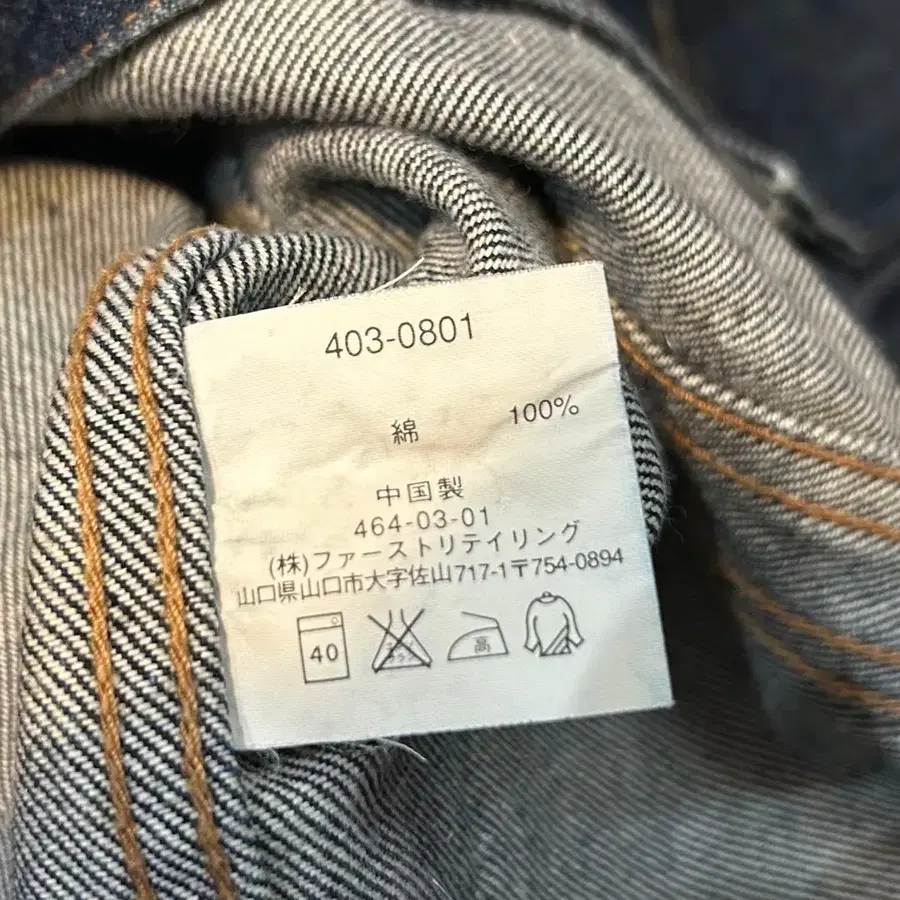 403-0801
綿 100%
中国製
464-03-01
(株)ファーストリテイリング
山口県山口市大字佐山717-1〒754-0894
40 高